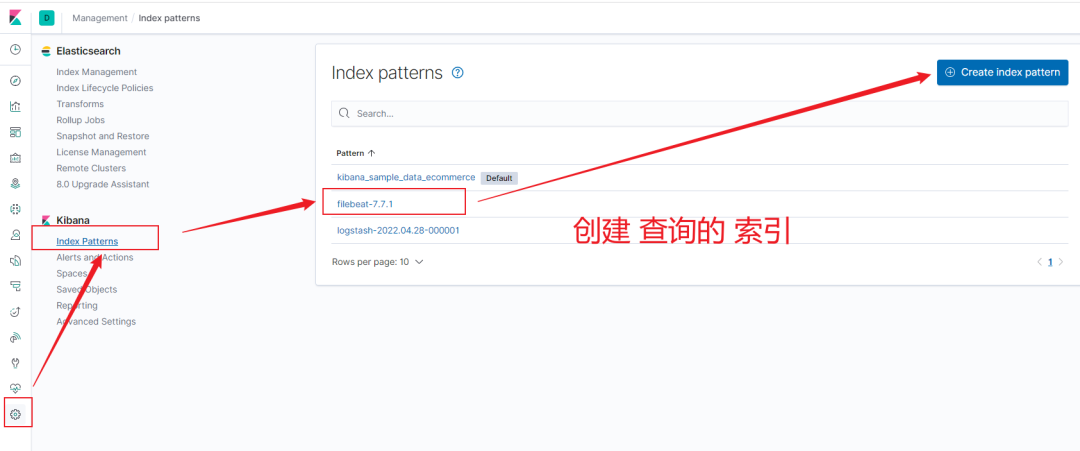 D
Management / Index patterns
Elasticsearch
Index Management
Index Lifecycle Policies
Transforms
Rollup Jobs
Snapshot and Restore
License Management
Remote Clusters
8.0 Upgrade Assistant
Kibana
Index Patterns
Alerts and Actions
Spaces
Saved Objects
Reporting
Advanced Settings
Index patterns
Create index pattern
Search...
Pattern
kibana_sample_data_ecommerce Default
filebeat-7.7.1
logstash-2022.04.28-000001
创建 查询的 索引
Rows per page: 10
1